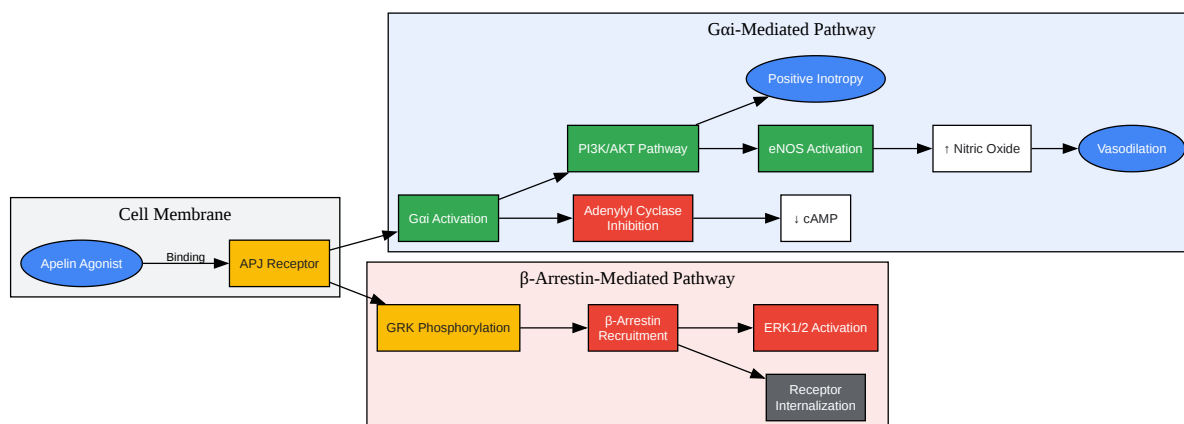 Gαi-Mediated Pathway
Positive Inotropy
PI3K/AKT Pathway
eNOS Activation
↑ Nitric Oxide
Vasodilation
Gαi Activation
Adenylyl Cyclase
Inhibition
↓ cAMP
Cell Membrane
Apelin Agonist
Binding
APJ Receptor
β-Arrestin-Mediated Pathway
GRK Phosphorylation
β-Arrestin
Recruitment
ERK1/2 Activation
Receptor
Internalization